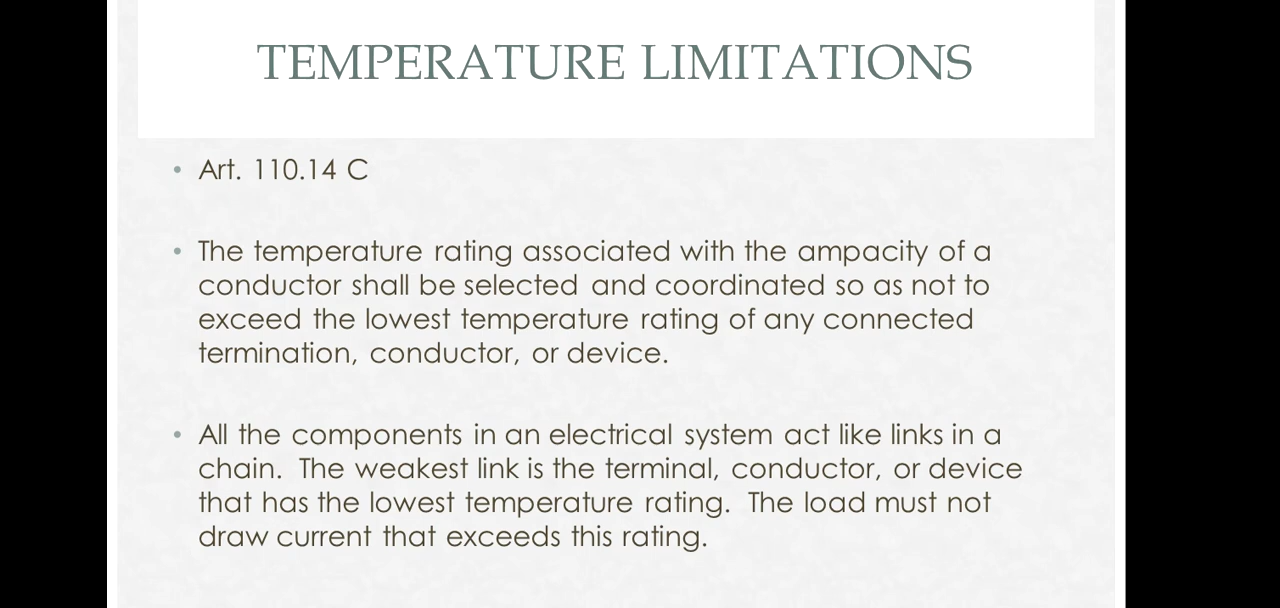 TEMPERATURE LIMITATIONS
• Art. 110.14 C
• The temperature rating associated with the ampacity of a
conductor shall be selected and coordinated so as not to
exceed the lowest temperature rating of any connected
termination, conductor, or device.
• All the components in an electrical system act like links in a
chain.  The weakest link is the terminal, conductor, or device
that has the lowest temperature rating.  The load must not
draw current that exceeds this rating.